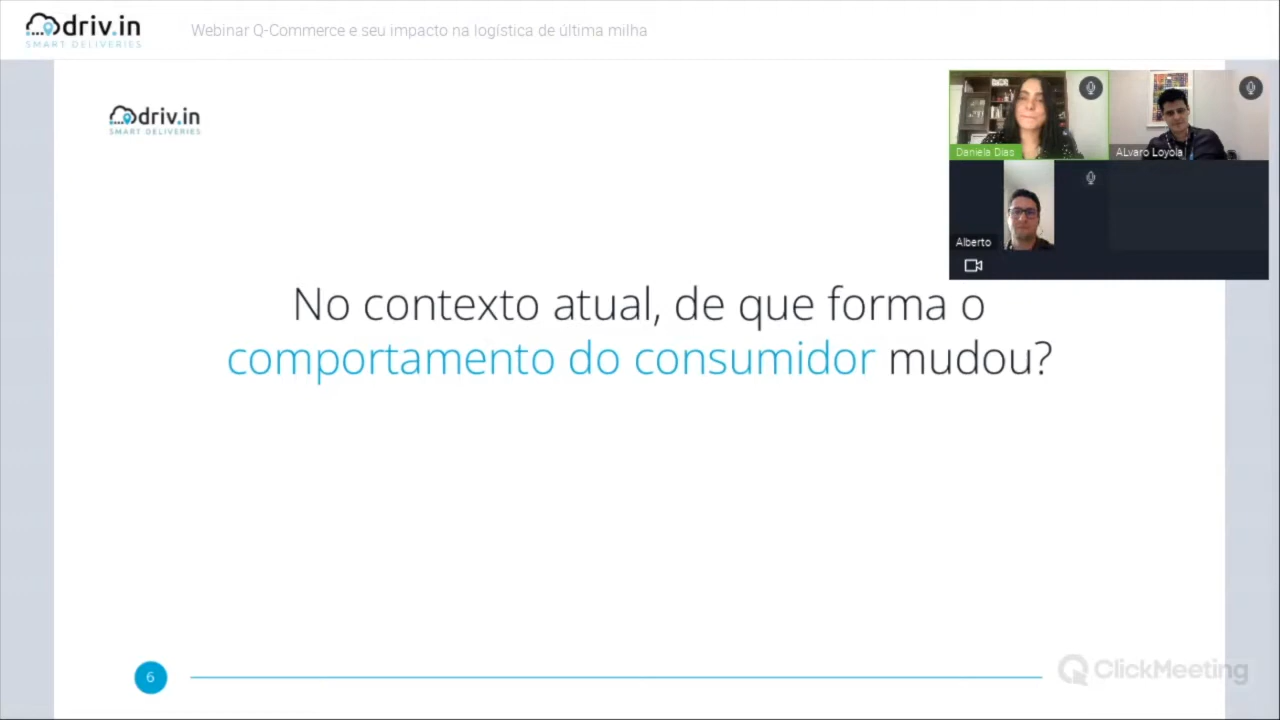 driv.in
SMART DELIVERIES
Webinar Q-Commerce e seu impacto na logística de última milha
driv.in
SMART DELIVERIES
Daniela Dias
ALvaro Loyola
Alberto
No contexto atual, de que forma o
comportamento do consumidor mudou?
6
ClickMeeting